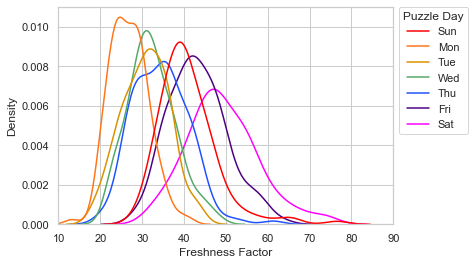 Puzzle Day
Sun
Mon
Tue
Wed
Thu
Fri
Sat
0.010
0.008
0.006
0.004
0.002
0.000
Density
10 20 30 40 50 60 70 80 90
Freshness Factor